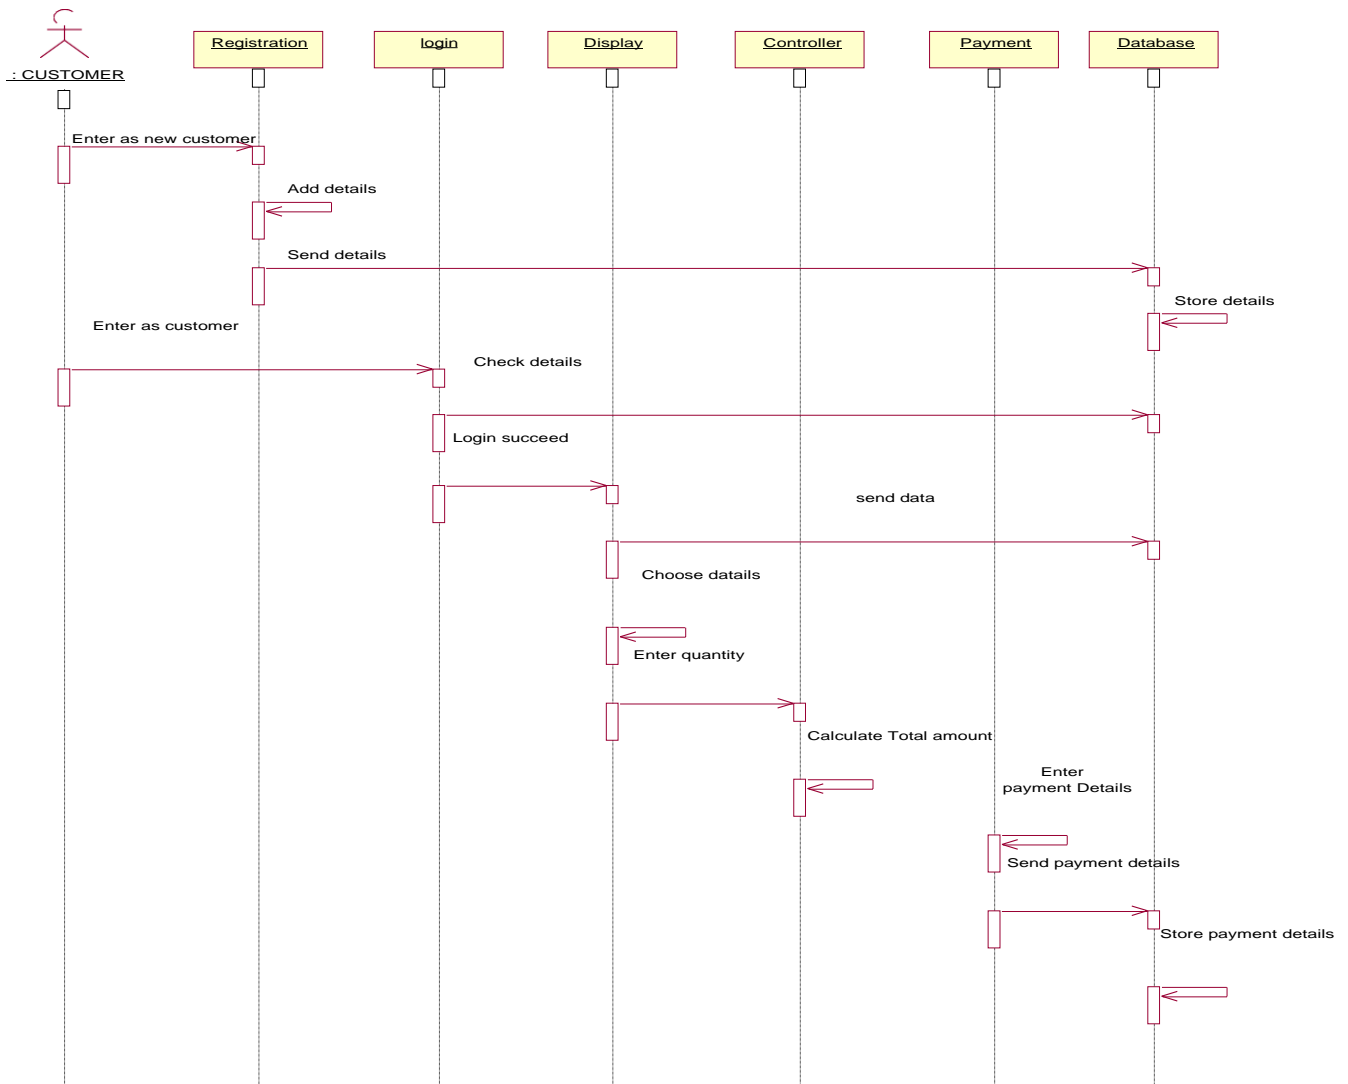 Registration
login
Display
Controller
Payment
Database
: CUSTOMER
Enter as new customer
Add details
Send details
Store details
Enter as customer
Check details
Login succeed
send data
Choose datails
Enter quantity
Calculate Total amount
Enter
payment Details
Send payment details
Store payment details